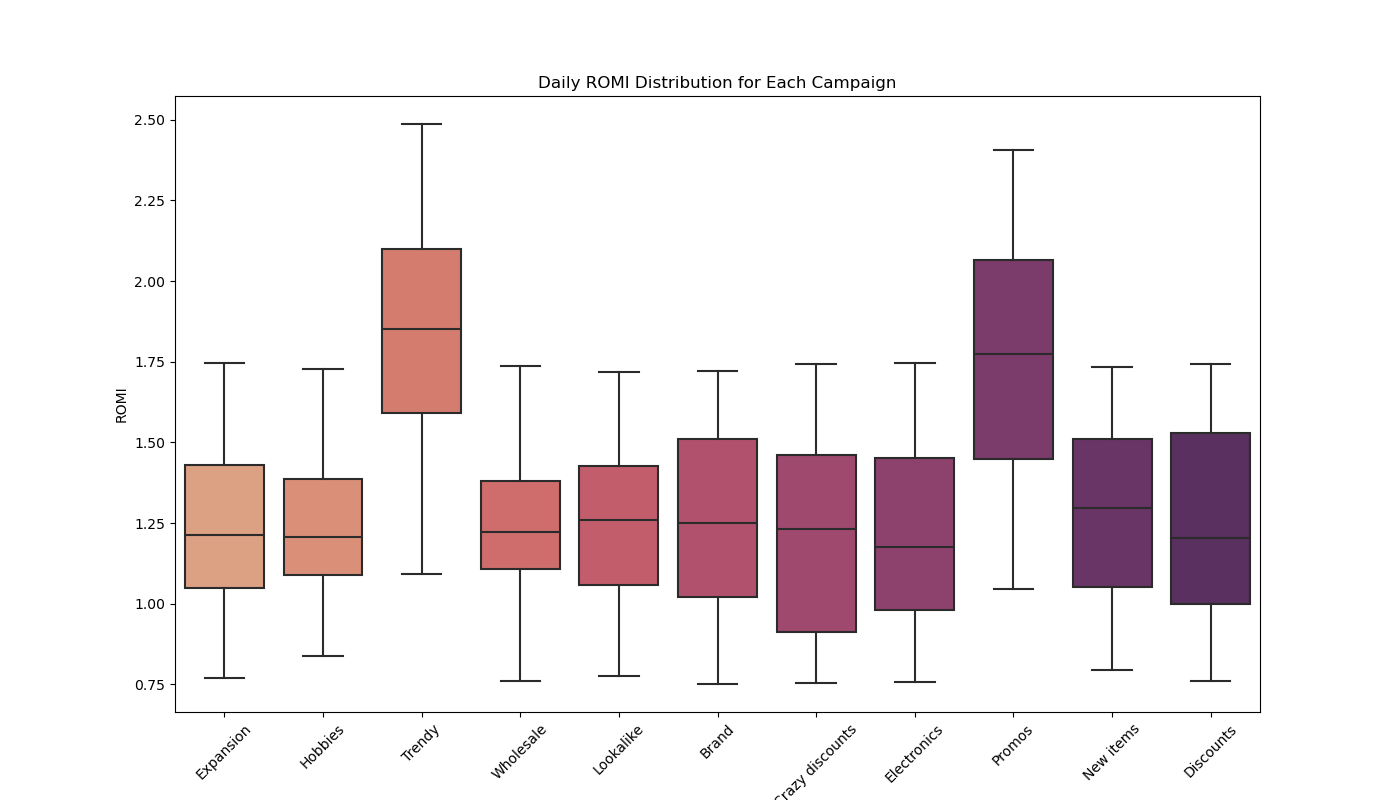 Daily ROMI Distribution for Each Campaign
2.50
2.25
2.00
1.75
1.50
1.25
1.00
0.75
ROMI
Expansion
Hobbies
Trendy
Wholesale
Lookalike
Brand
Crazy discounts
Electronics
Promos
New items
Discounts